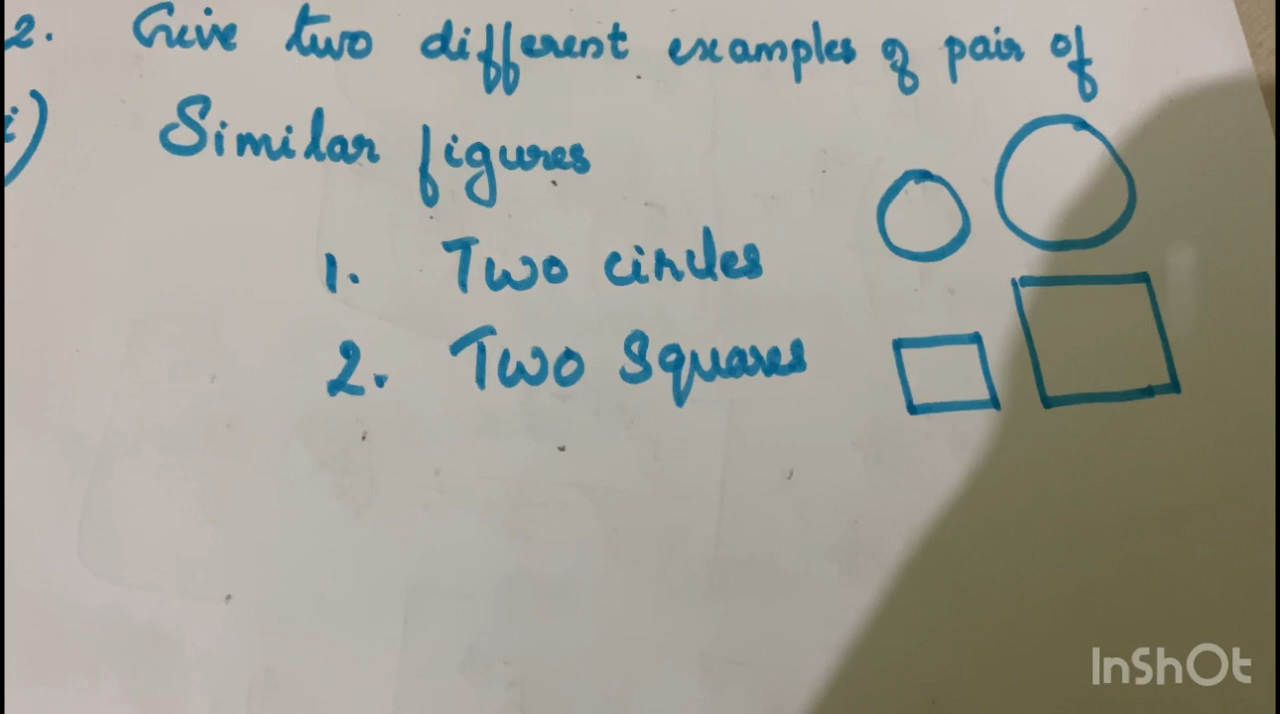 2. Give two different examples of pair of
i) Similar figures
1. Two circles
2. Two Squares
InShOt